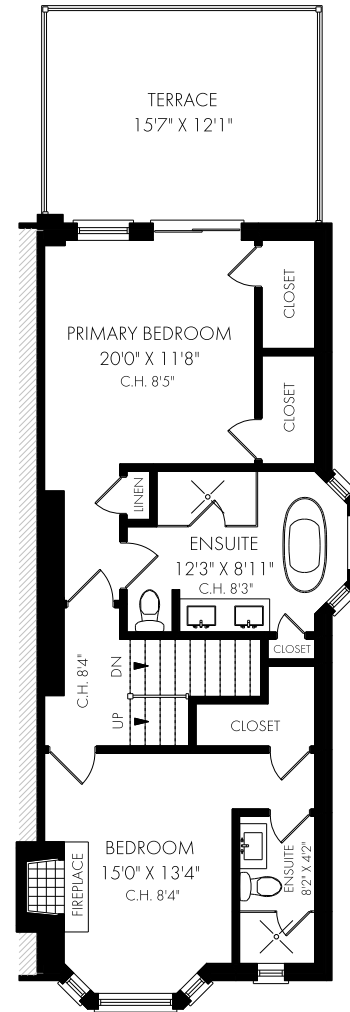 TERRACE
15'7" X 12'1"
CLOSET
PRIMARY BEDROOM
20'0" X 11'8"
C.H. 8'5"
CLOSET
LINEN
ENSUITE
12'3" X 8'11"
C.H. 8'3"
CLOSET
DN
C.H. 8'4"
UP
CLOSET
BEDROOM
15'0" X 13'4"
C.H. 8'4"
FIREPLACE
ENSUITE
8'2" X 4'2"